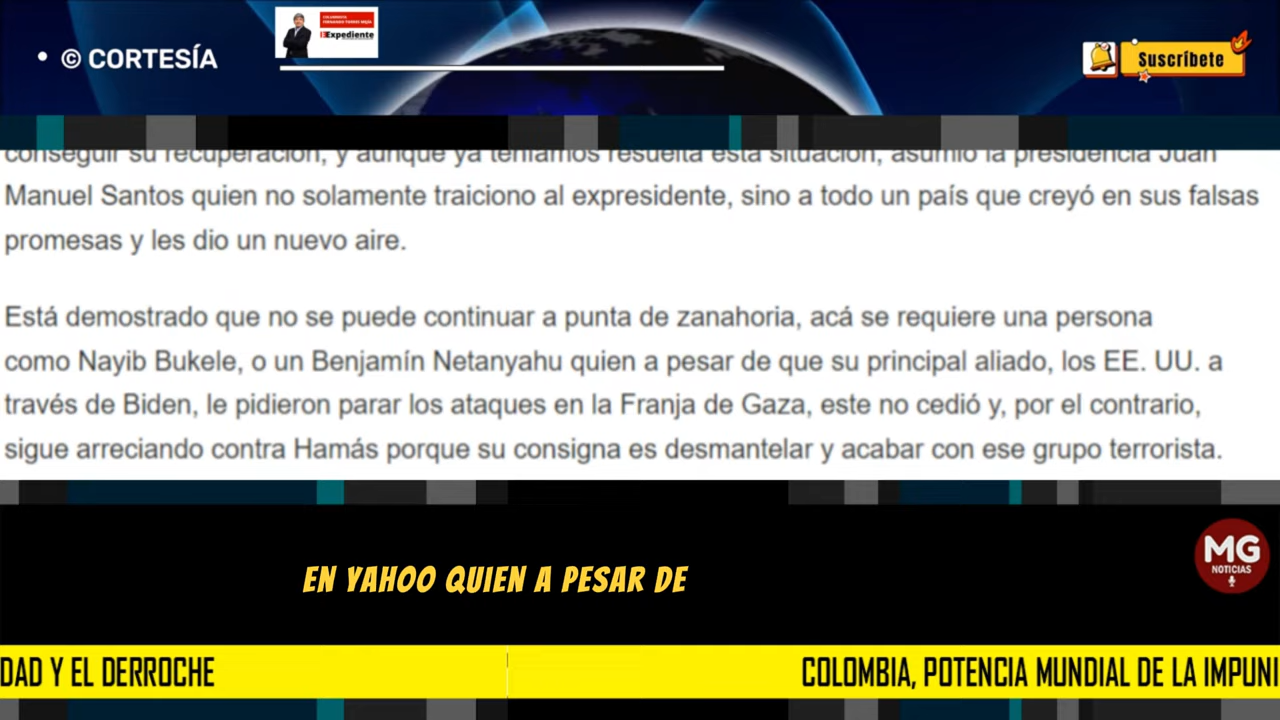 • © CORTESÍA
COLUMNISTA
FERNANDO TORRES MEJÍA
Expediente
Suscríbete
conseguir su recuperación, y aunque ya teníamos resuelta esta situación, asumió la presidencia Juan
Manuel Santos quien no solamente traiciono al expresidente, sino a todo un país que creyó en sus falsas
promesas y les dio un nuevo aire.
Está demostrado que no se puede continuar a punta de zanahoria, acá se requiere una persona
como Nayib Bukele, o un Benjamín Netanyahu quien a pesar de que su principal aliado, los EE. UU. a
través de Biden, le pidieron parar los ataques en la Franja de Gaza, este no cedió y, por el contrario,
sigue arreciando contra Hamás porque su consigna es desmantelar y acabar con ese grupo terrorista.
EN YAHOO QUIEN A PESAR DE
MG
NOTICIAS
DAD Y EL DERROCHE
COLOMBIA, POTENCIA MUNDIAL DE LA IMPUNI